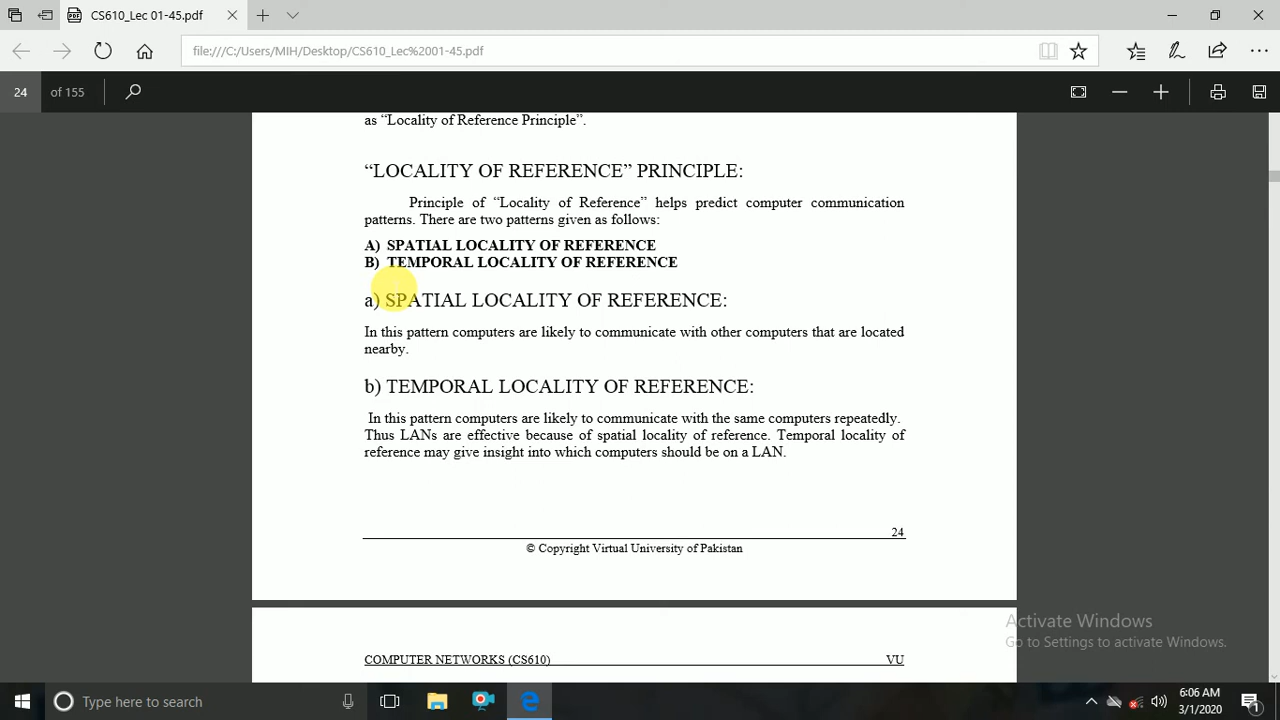 CS610_Lec 01-45.pdf
file:///C:/Users/MIH/Desktop/CS610_Lec%2001-45.pdf
24 of 155
as “Locality of Reference Principle”.
“LOCALITY OF REFERENCE” PRINCIPLE:
Principle of “Locality of Reference” helps predict computer communication
patterns. There are two patterns given as follows:
A) SPATIAL LOCALITY OF REFERENCE
B) TEMPORAL LOCALITY OF REFERENCE
a) SPATIAL LOCALITY OF REFERENCE:
In this pattern computers are likely to communicate with other computers that are located
nearby.
b) TEMPORAL LOCALITY OF REFERENCE:
In this pattern computers are likely to communicate with the same computers repeatedly.
Thus LANs are effective because of spatial locality of reference. Temporal locality of
reference may give insight into which computers should be on a LAN.
24
© Copyright Virtual University of Pakistan
COMPUTER NETWORKS (CS610) VU
Activate Windows
Go to Settings to activate Windows.
Type here to search
6:06 AM
3/1/2020
1